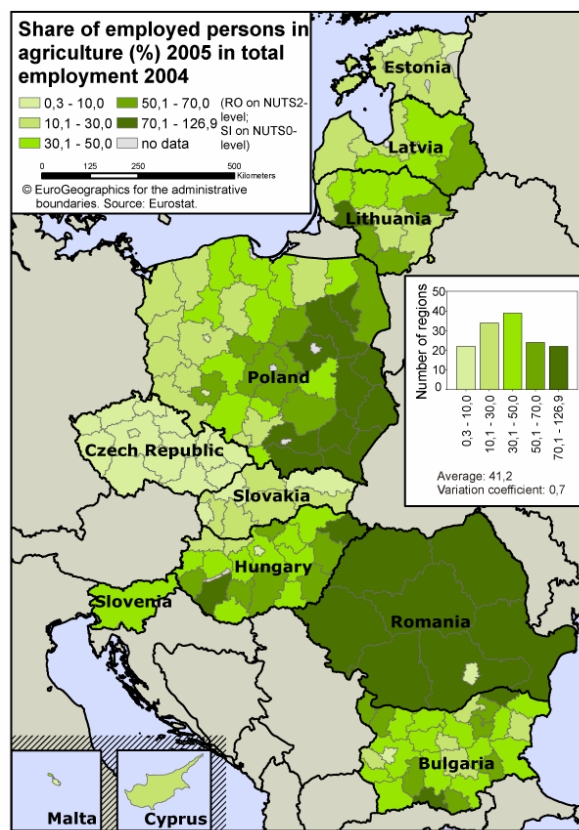 Share of employed persons in
agriculture (%) 2005 in total
employment 2004
0,3 - 10,0
10,1 - 30,0
30,1 - 50,0
50,1 - 70,0
70,1 - 126,9
no data
(RO on NUTS2-
level;
SI on NUTS0-
level)
0 125 250 500
Kilometers
© EuroGeographics for the administrative
boundaries. Source: Eurostat.
Estonia
Latvia
Lithuania
Poland
Czech Republic
Slovakia
Hungary
Slovenia
Romania
Bulgaria
Malta
Cyprus
Number of regions
50
40
30
20
10
0
0,3 - 10,0
10,1 - 30,0
30,1 - 50,0
50,1 - 70,0
70,1 - 126,9
Average: 41,2
Variation coefficient: 0,7